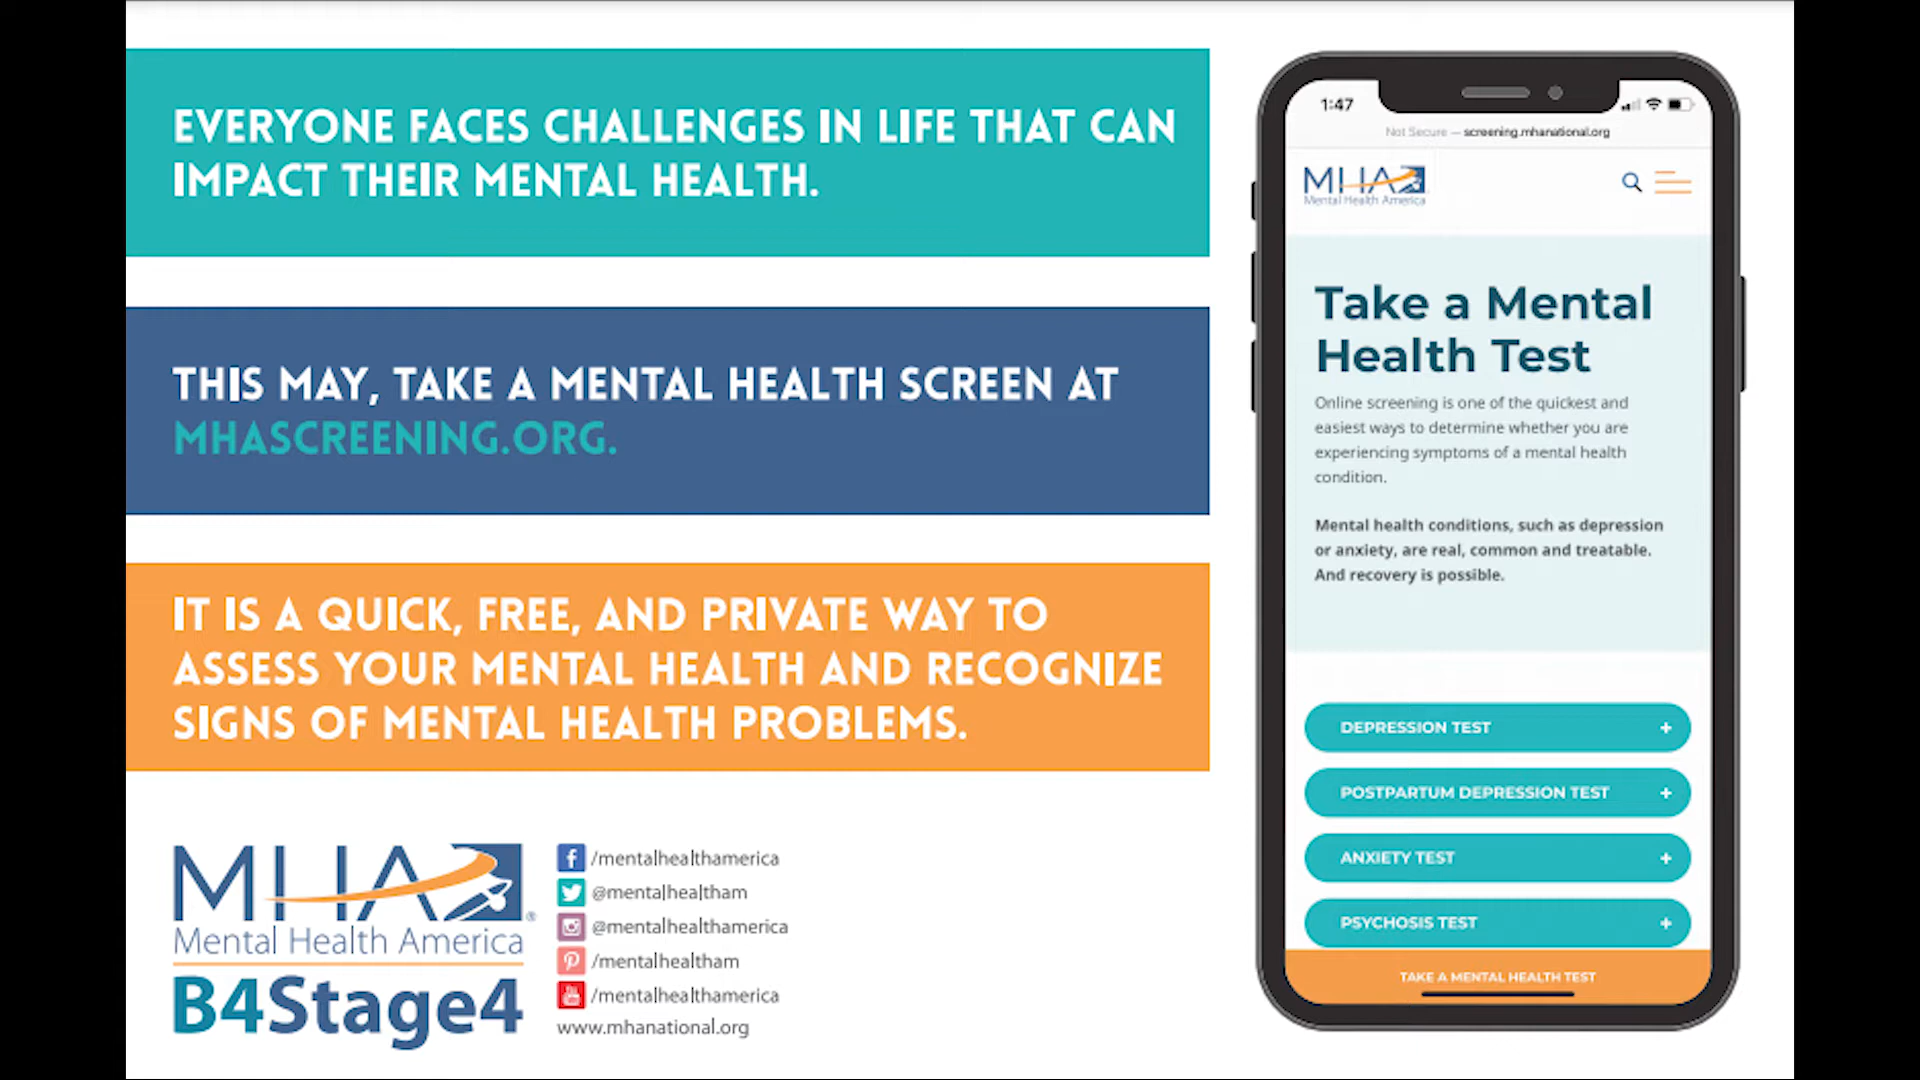 EVERYONE FACES CHALLENGES IN LIFE THAT CAN
IMPACT THEIR MENTAL HEALTH.
THIS MAY, TAKE A MENTAL HEALTH SCREEN AT
MHASCREENING.ORG.
IT IS A QUICK, FREE, AND PRIVATE WAY TO
ASSESS YOUR MENTAL HEALTH AND RECOGNIZE
SIGNS OF MENTAL HEALTH PROBLEMS.
MHA®
Mental Health America
B4Stage4
/mentalhealthamerica
@mentalhealtham
@mentalhealthamerica
/mentalhealtham
/mentalhealthamerica
www.mhanational.org
1:47
Not Secure — screening.mhanational.org
MHA
Mental Health America
Take a Mental
Health Test
Online screening is one of the quickest and
easiest ways to determine whether you are
experiencing symptoms of a mental health
condition.
Mental health conditions, such as depression
or anxiety, are real, common and treatable.
And recovery is possible.
DEPRESSION TEST +
POSTPARTUM DEPRESSION TEST +
ANXIETY TEST +
PSYCHOSIS TEST +
TAKE A MENTAL HEALTH TEST